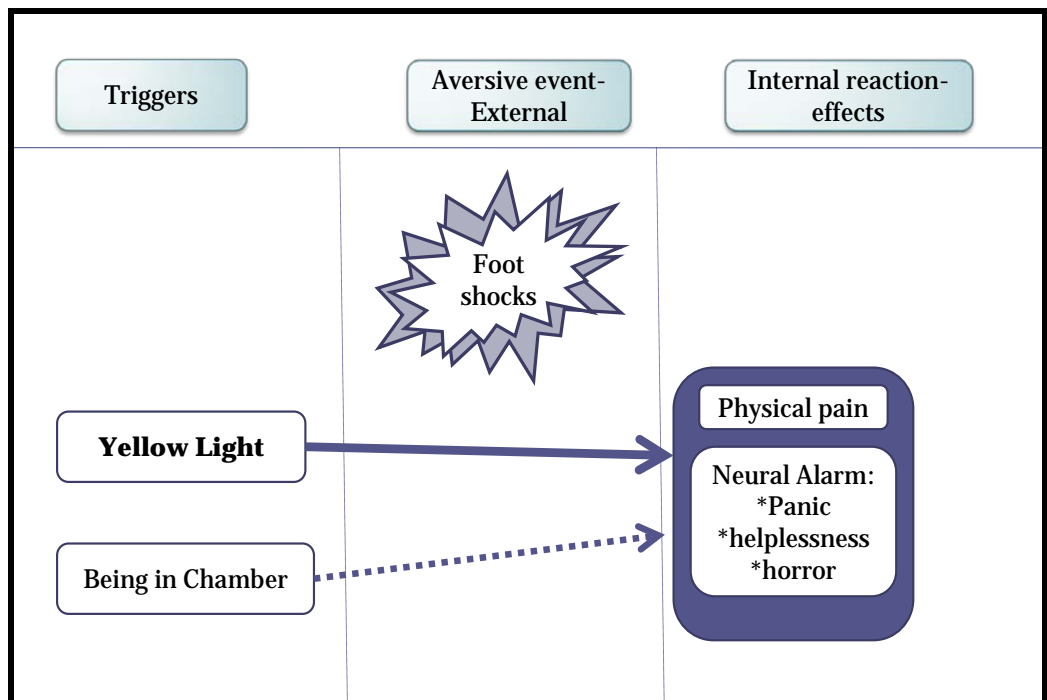 Triggers
Aversive event-
External
Internal reaction-
effects
Foot
shocks
Physical pain
Yellow Light
Neural Alarm:
*Panic
*helplessness
*horror
Being in Chamber